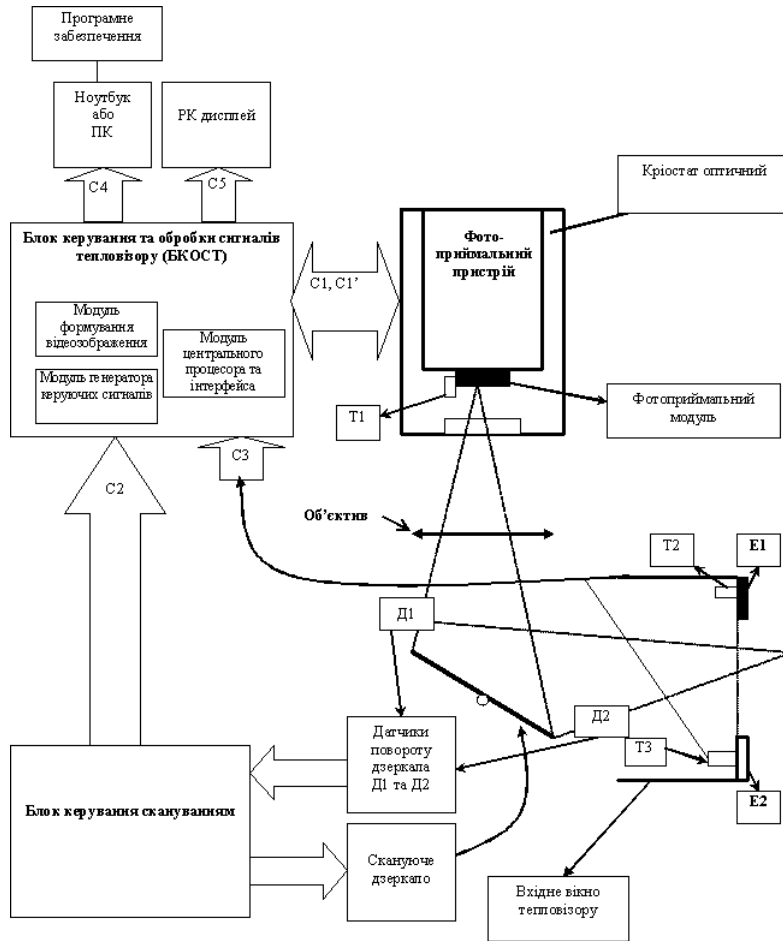 Програмне
забезпечення
Ноутбук
або
ПК
РК дисплей
С4
С5
Кріостат оптичний
Блок керування та обробки сигналів
тепловізору (БКОСТ)
Фото-
приймальний
пристрій
С1, С1’
Модуль
формування
відеозображення
Модуль
центрального
процесора та
інтерфейса
Модуль генератора
керуючих сигналів
Т1
Фотоприймальний
модуль
С3
С2
Об’єктив
Т2
Е1
Д1
Д2
Т3
Датчики
повороту
дзеркала
Д1 та Д2
Е2
Блок керування скануванням
Скануюче
дзеркало
Вхідне вікно
тепловізору